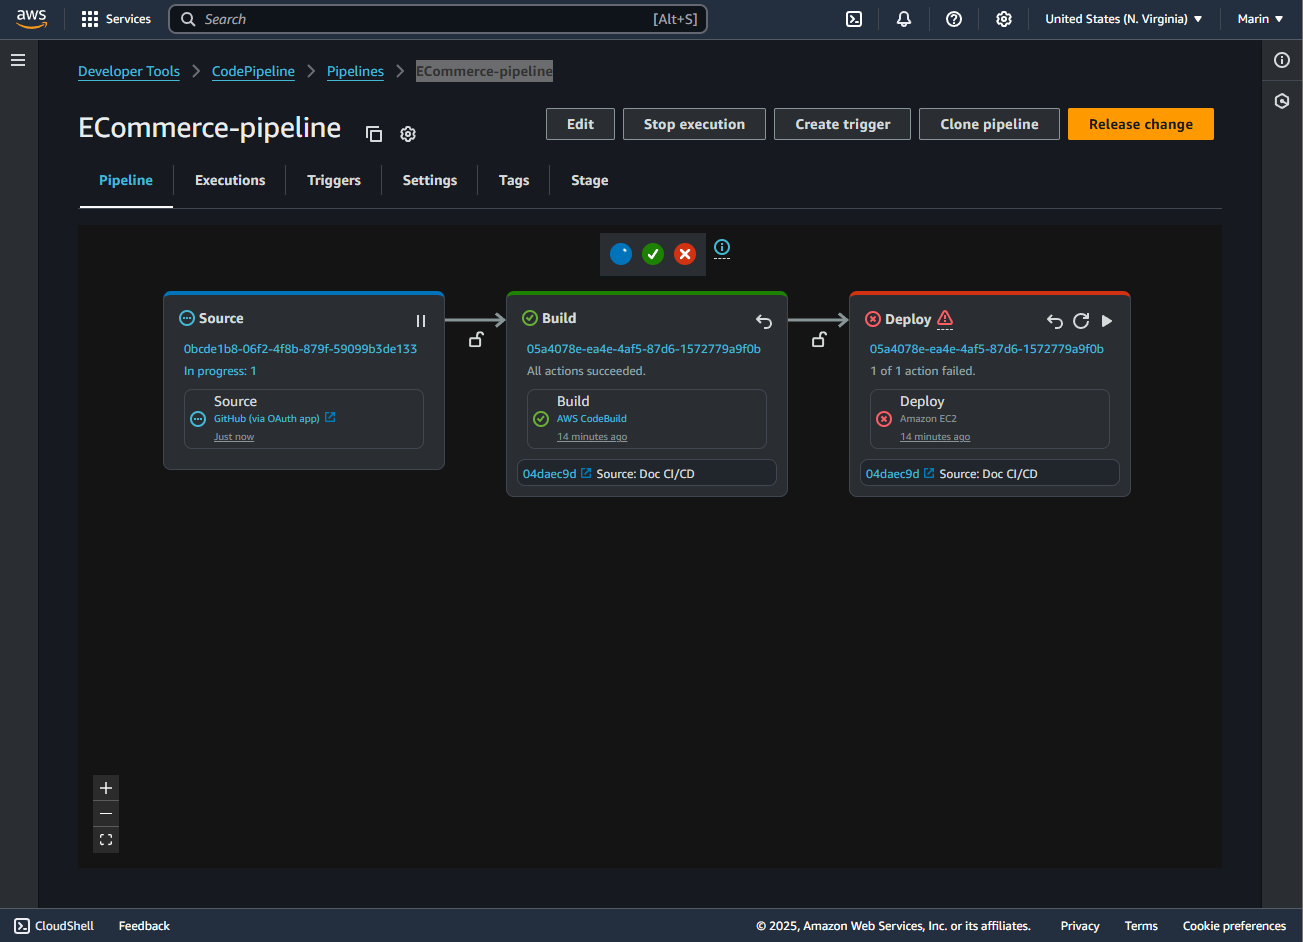 aws Services Search [Alt+S] United States (N. Virginia) Marin
Developer Tools CodePipeline Pipelines ECommerce-pipeline
ECommerce-pipeline
Edit Stop execution Create trigger Clone pipeline Release change
Pipeline Executions Triggers Settings Tags Stage
Source
0bcde1b8-06f2-4f8b-879f-59099b3de133
In progress: 1
Source
GitHub (via OAuth app)
Just now
Build
05a4078e-ea4e-4af5-87d6-1572779a9f0b
All actions succeeded.
Build
AWS CodeBuild
14 minutes ago
04daec9d Source: Doc CI/CD
Deploy
05a4078e-ea4e-4af5-87d6-1572779a9f0b
1 of 1 action failed.
Deploy
Amazon EC2
14 minutes ago
04daec9d Source: Doc CI/CD
CloudShell Feedback © 2025, Amazon Web Services, Inc. or its affiliates. Privacy Terms Cookie preferences